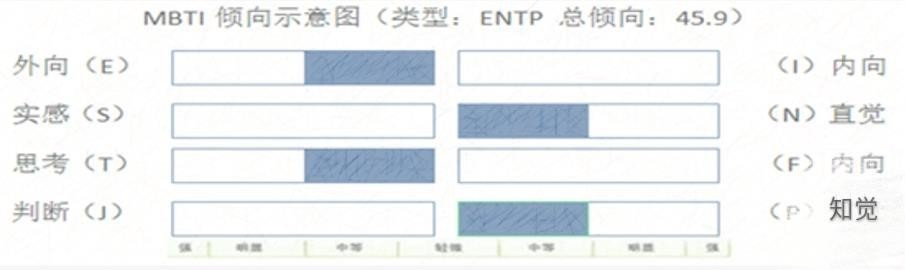 MBTI 倾向示意图（类型：ENTP 总倾向：45.9）
外向（E） （I）内向
实感（S） （N）直觉
思考（T） （F）内向
判断（J） （P）知觉
强 明显 中等 轻微 中等 明显 强